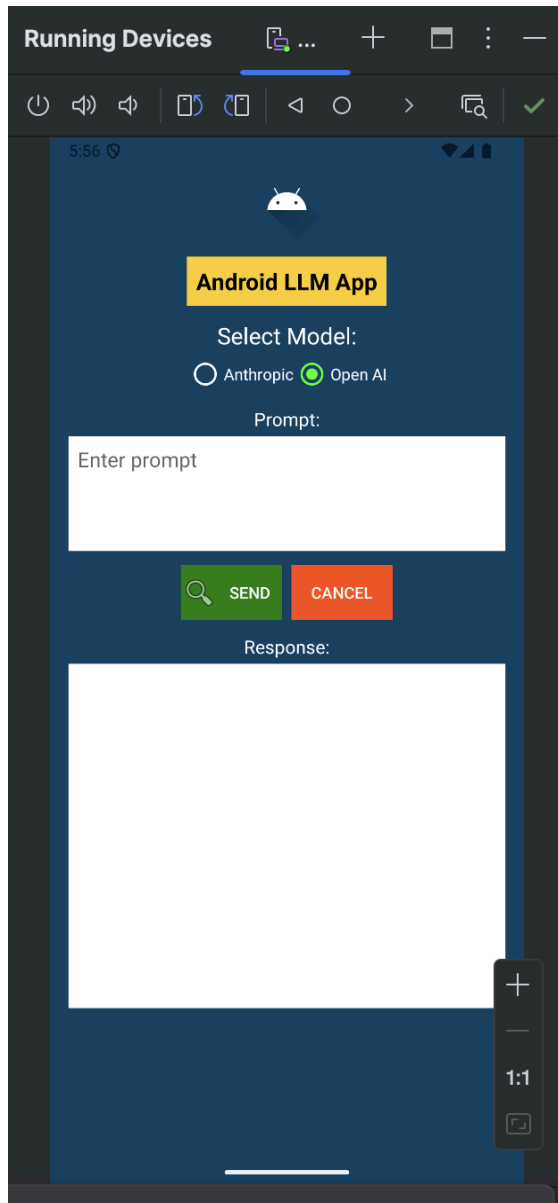 Running Devices ...
5:56
Android LLM App
Select Model:
Anthropic Open AI
Prompt:
Enter prompt
SEND CANCEL
Response:
1:1